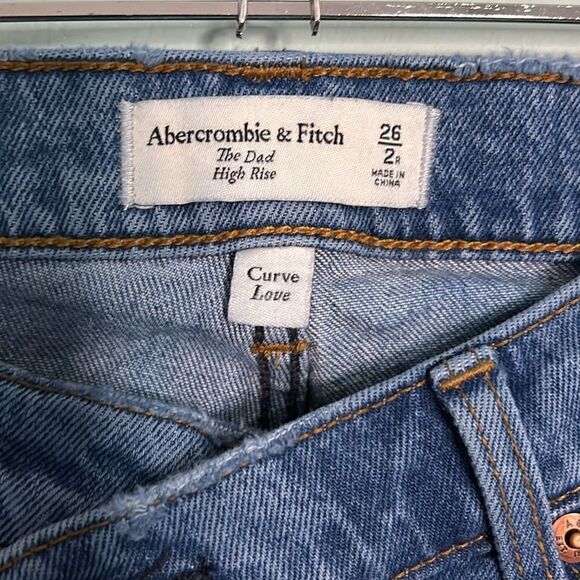 Abercrombie & Fitch
The Dad
High Rise
26
2R
MADE IN
CHINA
Curve
Love